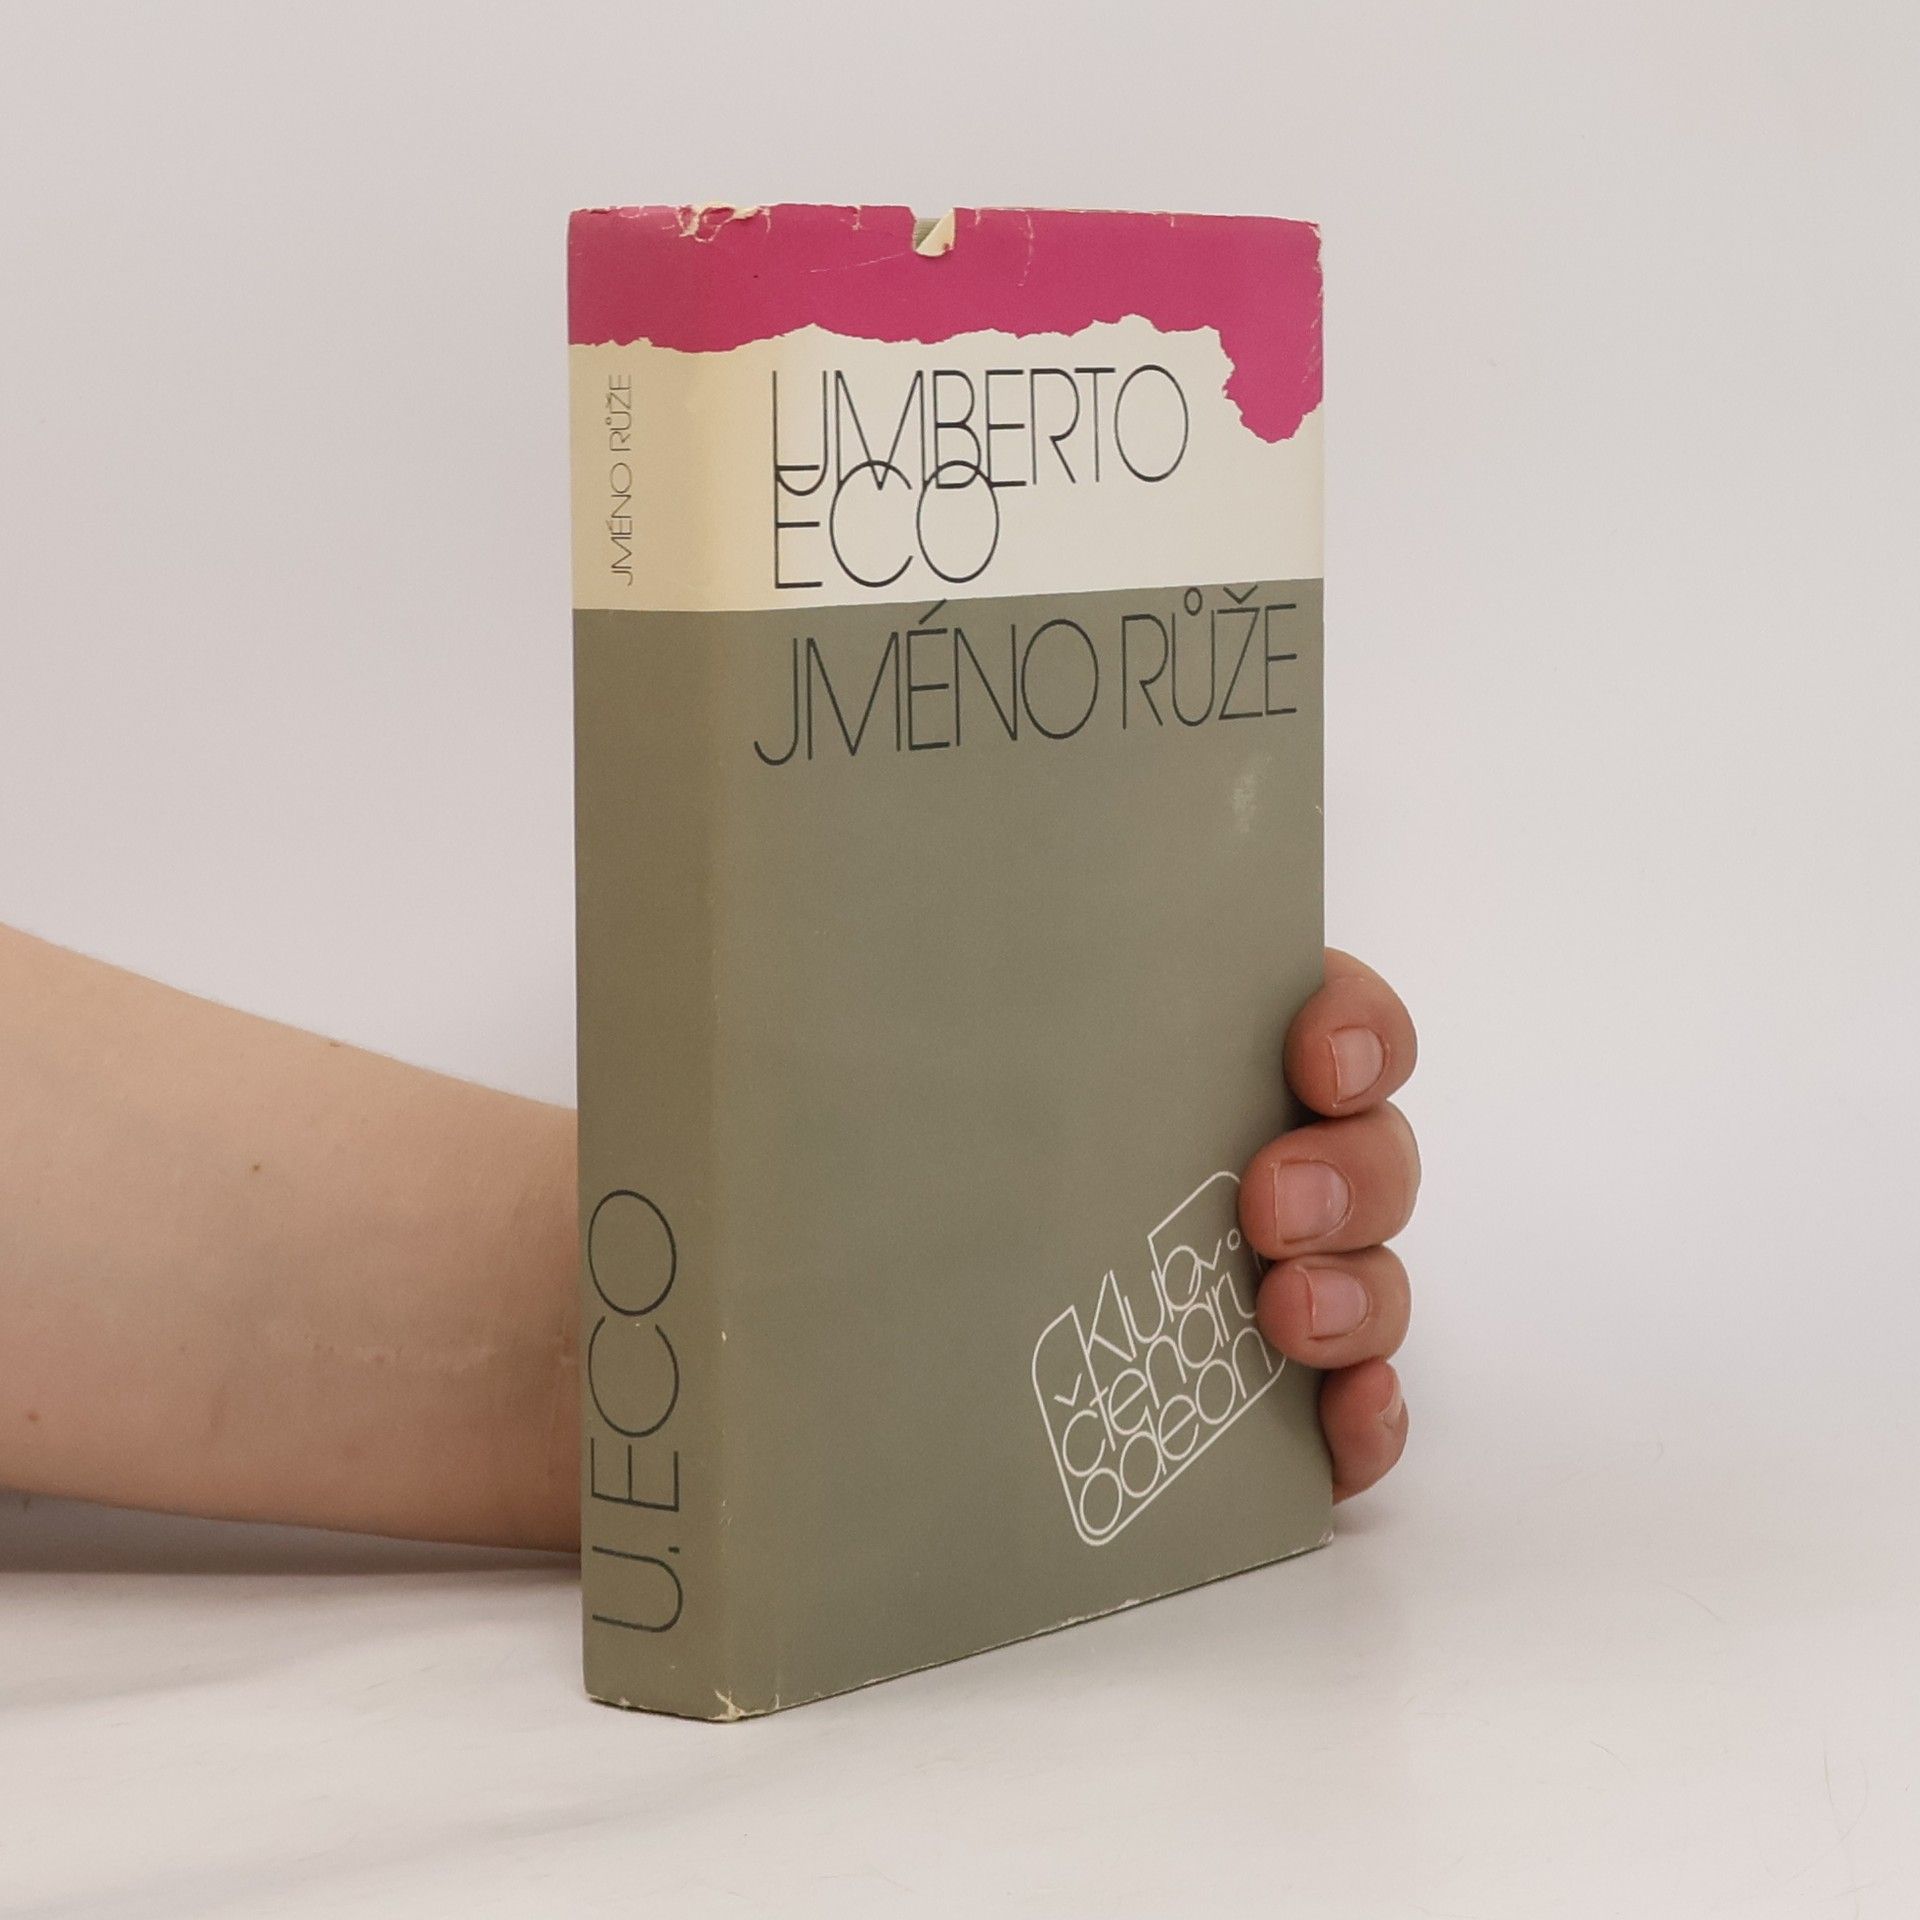 JMÉNO RŮŽE
U. ECO
UMBERTO
ECO
JMÉNO RŮŽE
klub
čtenářů
odeon